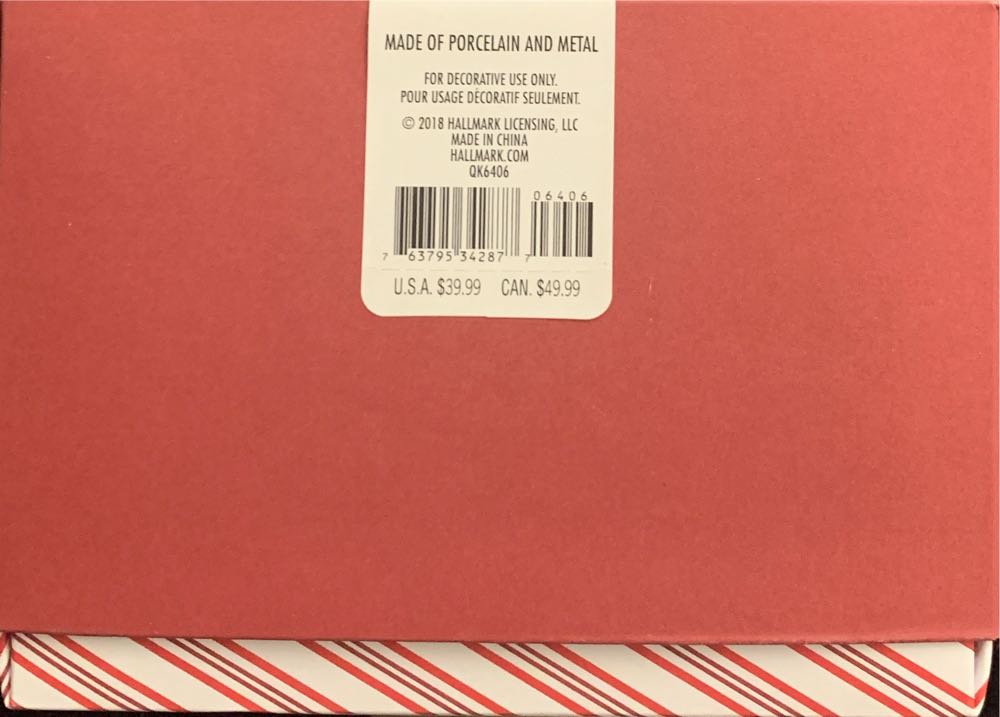 MADE OF PORCELAIN AND METAL
FOR DECORATIVE USE ONLY.
POUR USAGE DÉCORATIF SEULEMENT.
© 2018 HALLMARK LICENSING, LLC
MADE IN CHINA
HALLMARK.COM
QK6406
06406
7 63795 34287 7
U.S.A. $39.99 CAN. $49.99